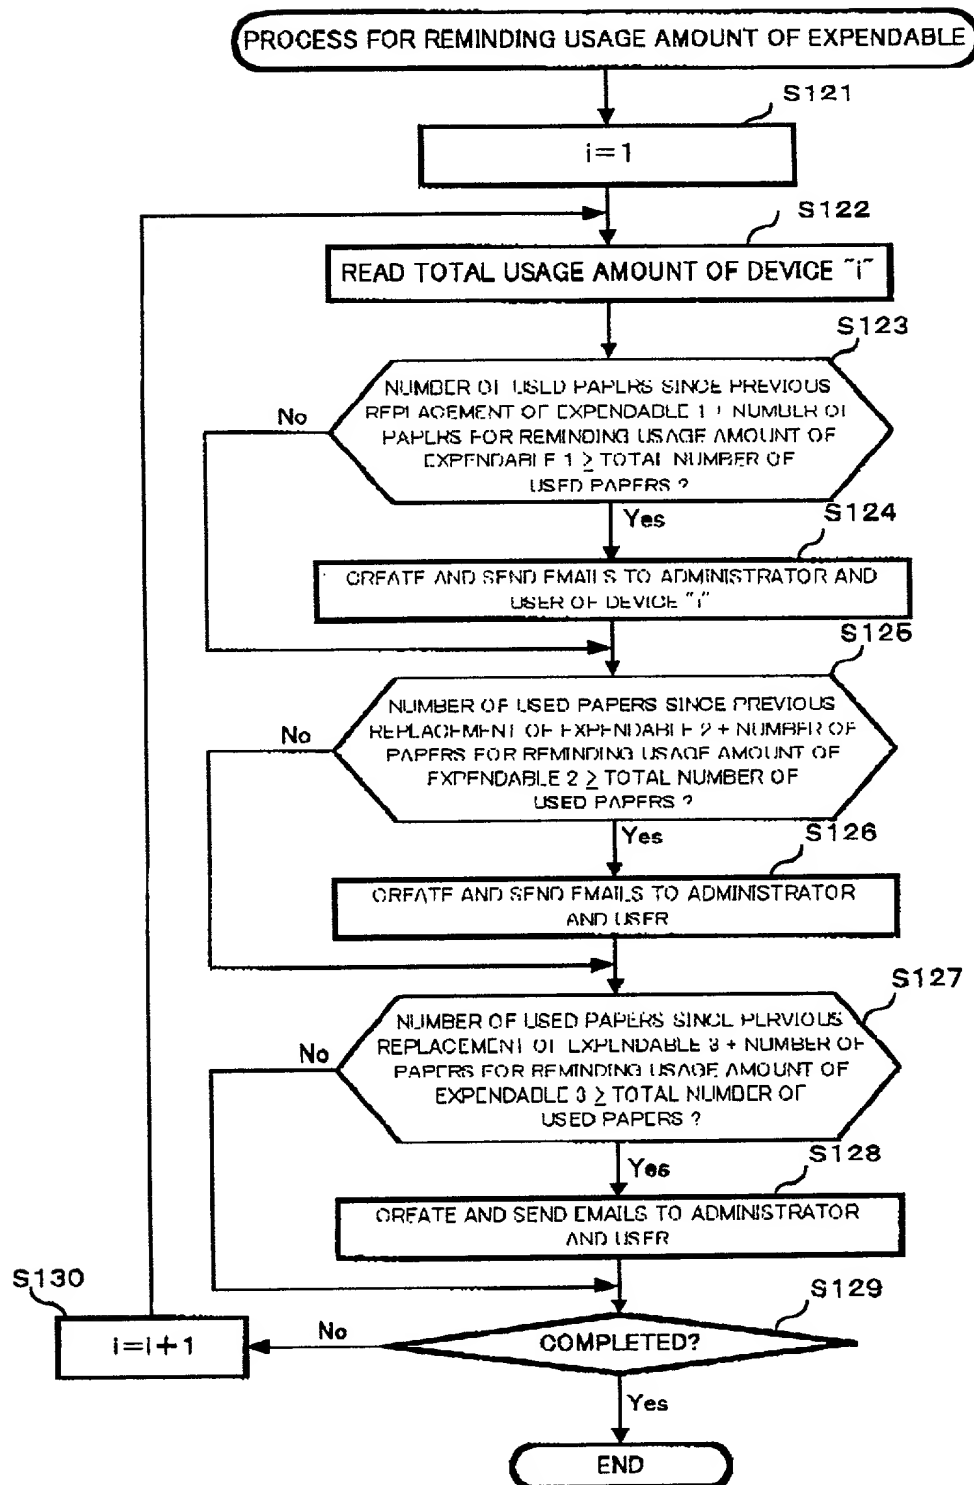 PROCESS FOR REMINDING USAGE AMOUNT OF EXPENDABLE
S121
i=1
S122
READ TOTAL USAGE AMOUNT OF DEVICE "i"
S123
NUMBER OF USED PAPERS SINCE PREVIOUS
REPLACEMENT OF EXPENDABLE 1 + NUMBER OF
PAPERS FOR REMINDING USAGE AMOUNT OF
EXPENDABLE 1 ≥ TOTAL NUMBER OF
USED PAPERS ?
No
Yes
S124
CREATE AND SEND EMAILS TO ADMINISTRATOR AND
USER OF DEVICE "i"
S125
NUMBER OF USED PAPERS SINCE PREVIOUS
REPLACEMENT OF EXPENDABLE 2 + NUMBER OF
PAPERS FOR REMINDING USAGE AMOUNT OF
EXPENDABLE 2 ≥ TOTAL NUMBER OF
USED PAPERS ?
No
Yes
S126
CREATE AND SEND EMAILS TO ADMINISTRATOR
AND USER
S127
NUMBER OF USED PAPERS SINCE PERVIOUS
REPLACEMENT OF EXPENDABLE 3 + NUMBER OF
PAPERS FOR REMINDING USAGE AMOUNT OF
EXPENDABLE 3 ≥ TOTAL NUMBER OF
USED PAPERS ?
No
Yes
S128
CREATE AND SEND EMAILS TO ADMINISTRATOR
AND USER
S129
COMPLETED?
No
S130
i=i+1
Yes
END